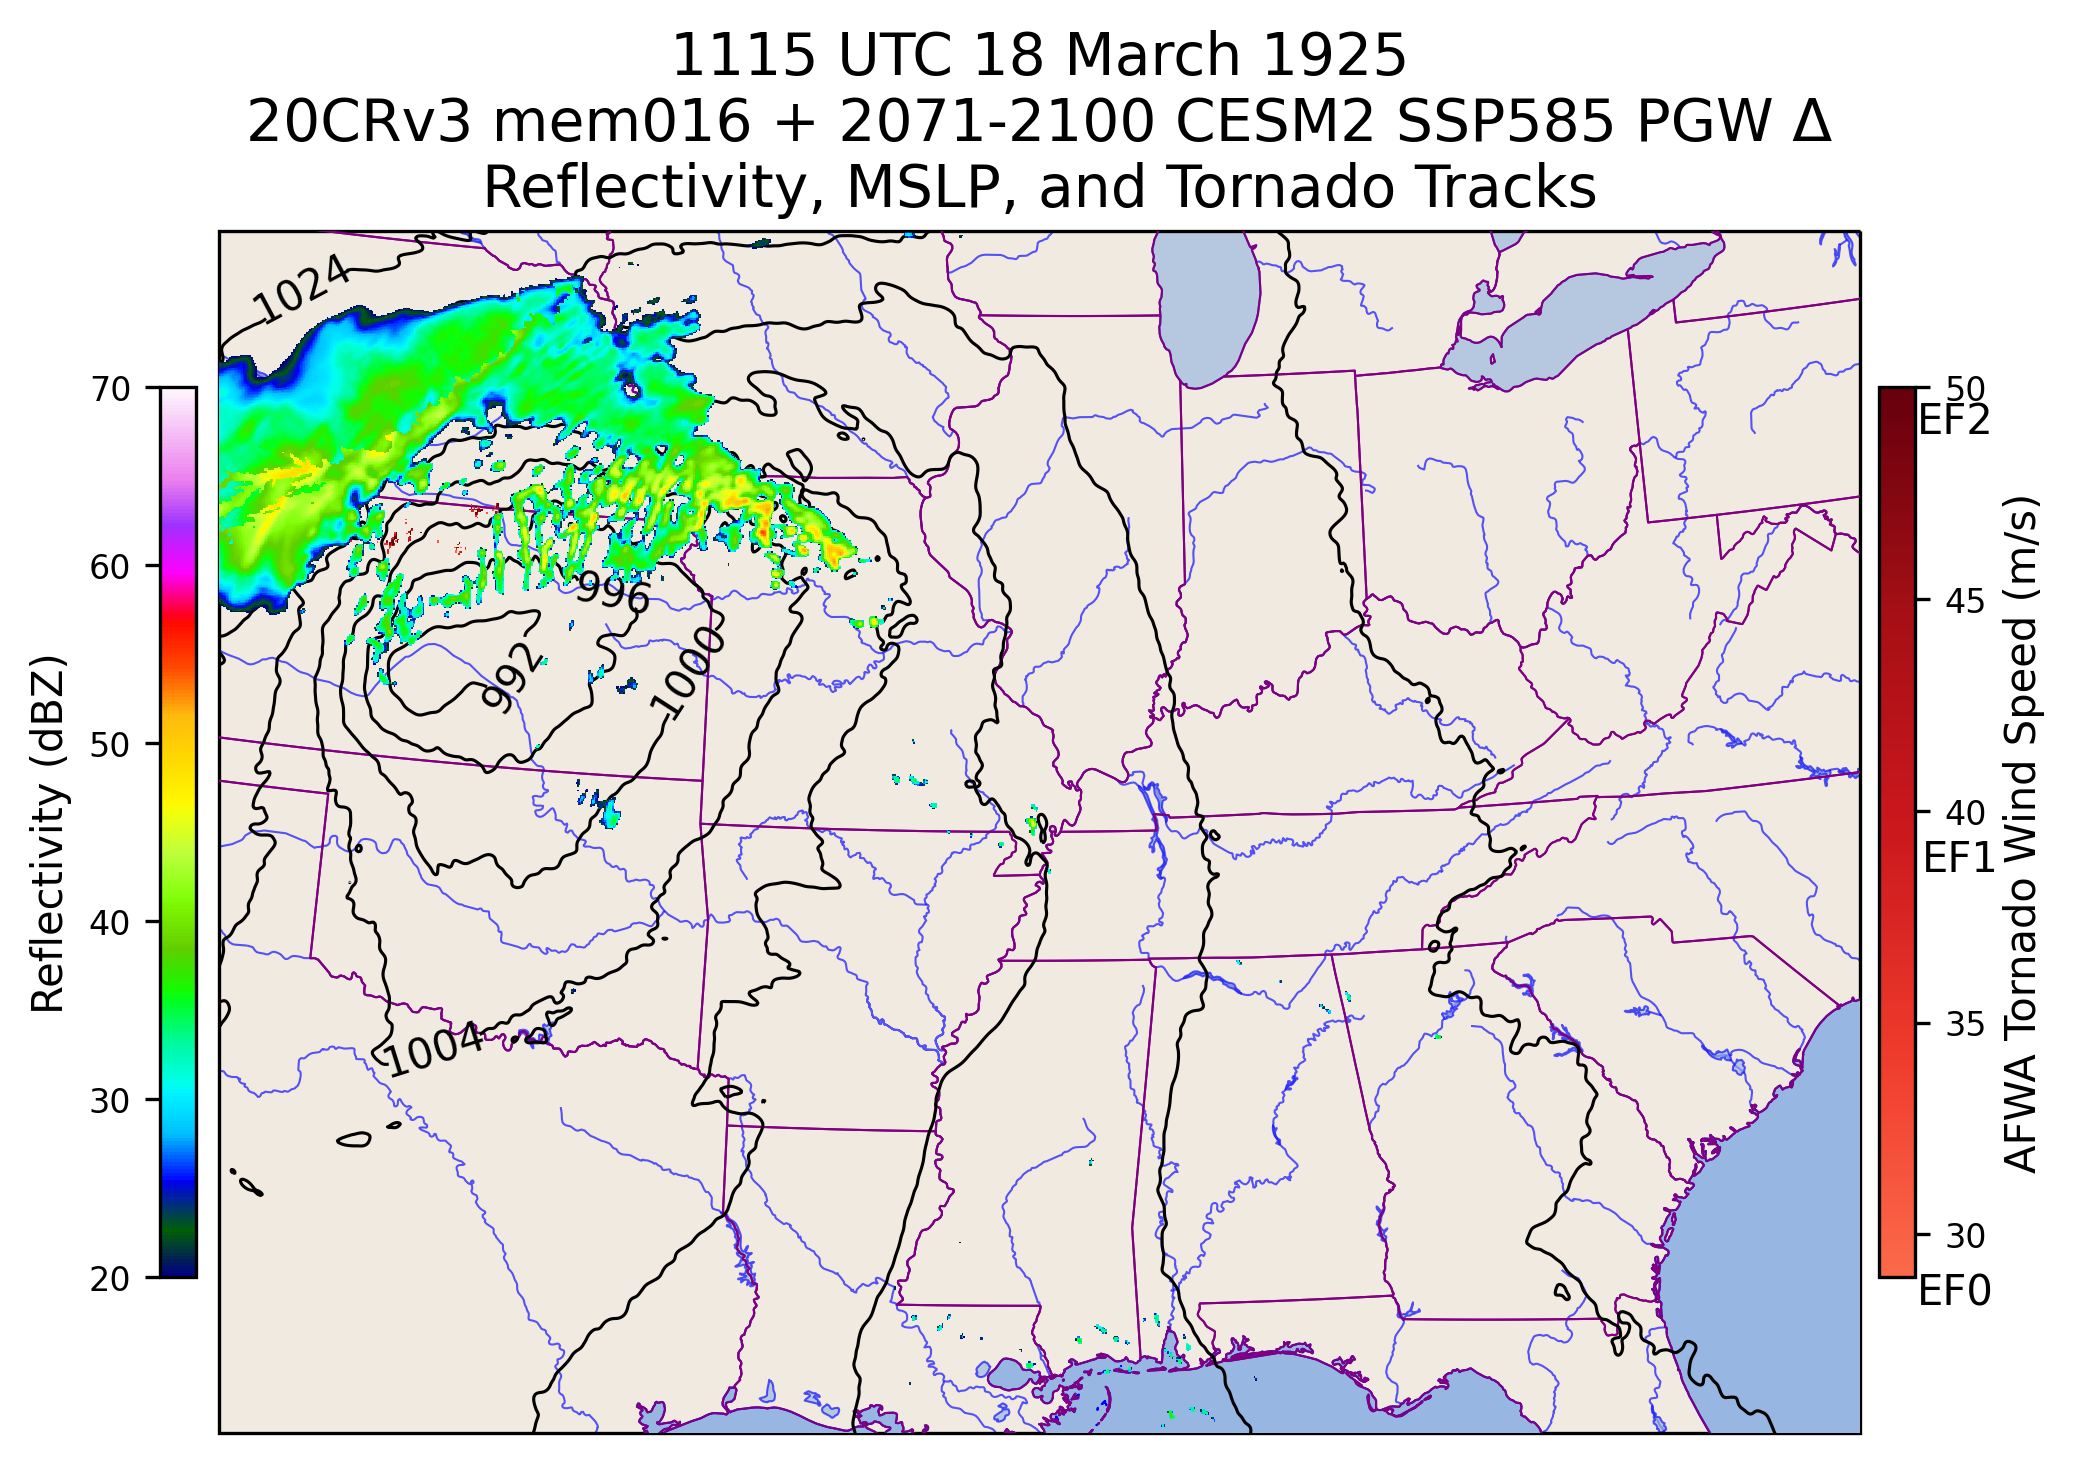 1115 UTC 18 March 1925
20CRv3 mem016 + 2071-2100 CESM2 SSP585 PGW Δ
Reflectivity, MSLP, and Tornado Tracks
1024
996
992
1000
1004
70
60
50
40
30
20
Reflectivity (dBZ)
50
EF2
45
40
EF1
35
30
EF0
AFWA Tornado Wind Speed (m/s)